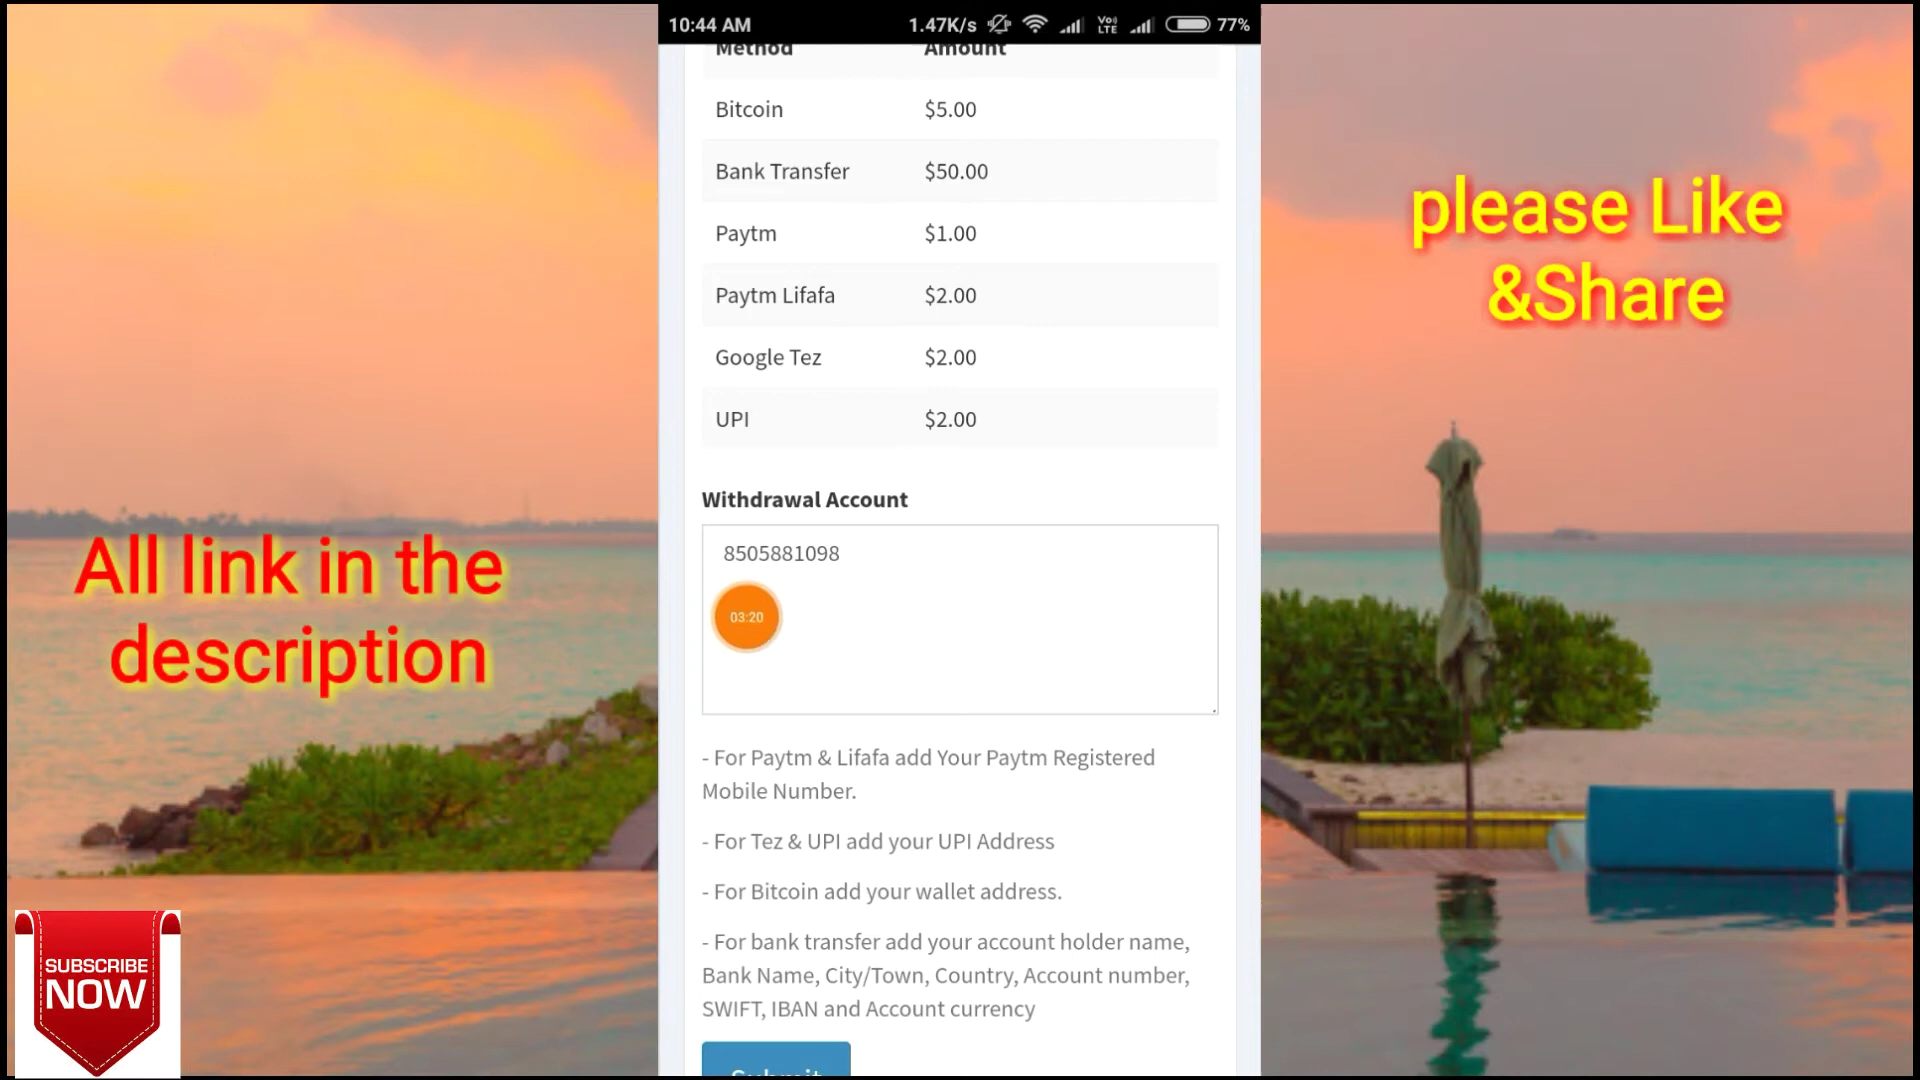 10:44 AM
1.47K/s
Vo))
LTE
77%
Method Amount
Bitcoin $5.00
Bank Transfer $50.00
Paytm $1.00
Paytm Lifafa $2.00
Google Tez $2.00
UPI $2.00
Withdrawal Account
8505881098
03:20
- For Paytm & Lifafa add Your Paytm Registered
Mobile Number.
- For Tez & UPI add your UPI Address
- For Bitcoin add your wallet address.
- For bank transfer add your account holder name,
Bank Name, City/Town, Country, Account number,
SWIFT, IBAN and Account currency
Submit
All link in the
description
SUBSCRIBE
NOW
please Like
&Share